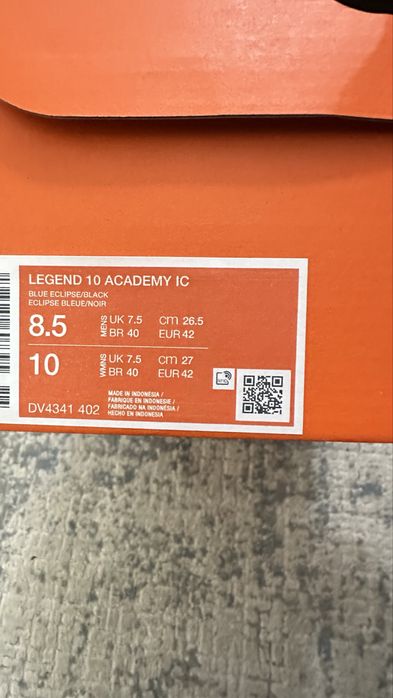 LEGEND 10 ACADEMY IC
BLUE ECLIPSE/BLACK
ECLIPSE BLEUE/NOIR
8.5 MENS UK 7.5 cm 26.5
BR 40 EUR 42
10 WMNS UK 7.5 cm 27
BR 40 EUR 42
DV4341 402
MADE IN INDONESIA /
FABRIQUE EN INDONESIE /
FABRICADO NA INDONÉSIA /
HECHO EN INDONESIA